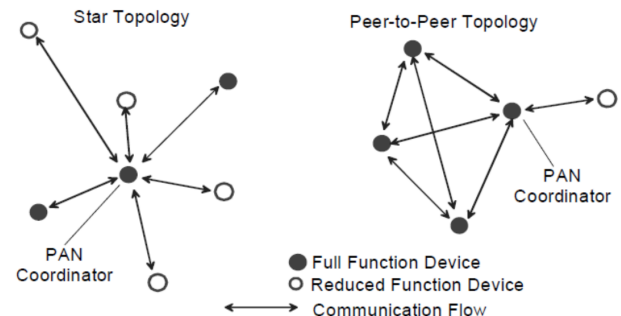 Star Topology
Peer-to-Peer Topology
PAN
Coordinator
PAN
Coordinator
Full Function Device
Reduced Function Device
Communication Flow